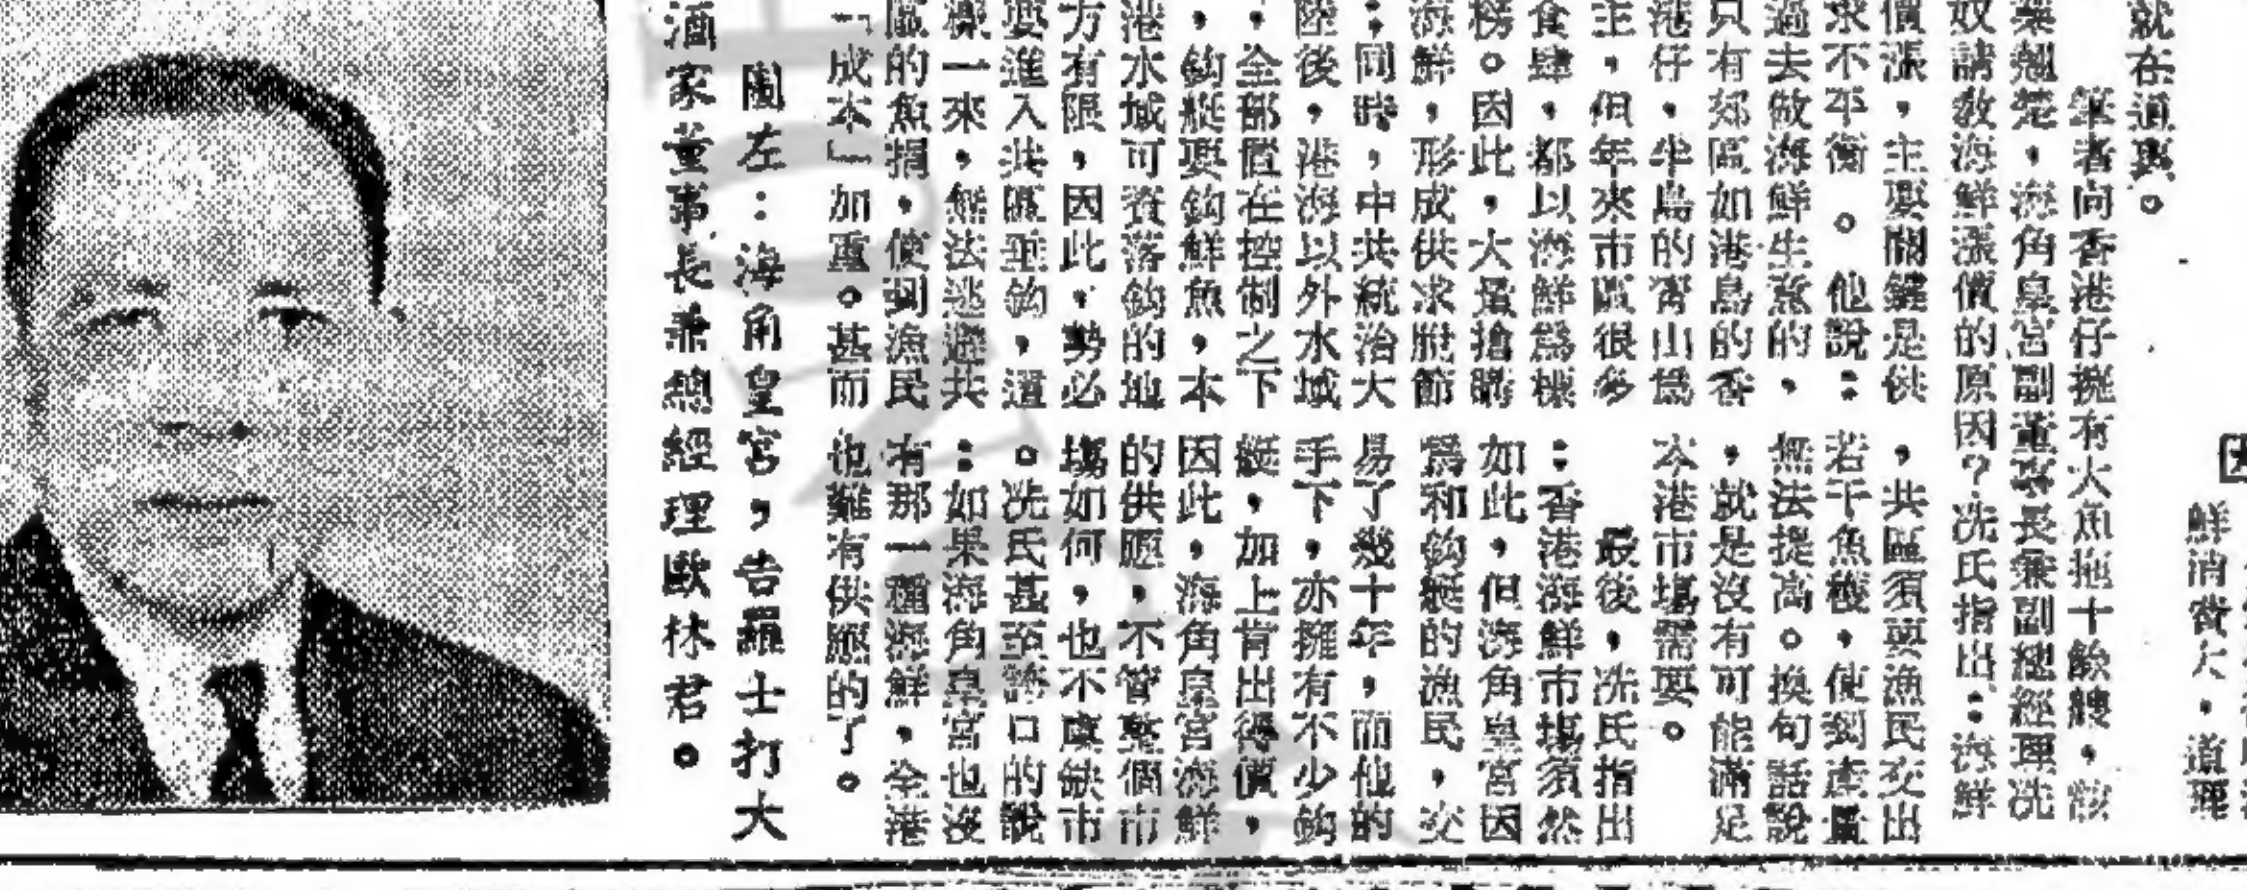 鮮消費大，道理
就在道裏。
筆者向香港仔擁有大魚拖十餘艘，該
業翹楚，海角皇宮副董事長兼副總經理冼
奴請教海鮮漲價的原因？冼氏指出：海鮮
價漲，主要關鍵是供
求不平衡。他說：
過去做海鮮生意的，
只有郊區如港島的香
港仔，半島的青山爲
主，但年來市區很多
食肆，都以海鮮爲標
榜。因此，大量搶購
海鮮，形成供求脫節
；同時，中共統治大
陸後，港海以外水域
，全部置在控制之下
，鈎艇要鈎鮮魚，本
港水域可資落鈎的地
方有限，因此，勢必
要進入共區垂鈎，這
樣一來，無法逃避共
區的魚捐，使到漁民
「成本」加重。甚而
，共區須要漁民交出
若干魚穫，使到產量
無法提高。換句話說
，就是沒有可能滿足
本港市場需要。
最後，冼氏指出
：香港海鮮市場須然
如此，但海角皇宮因
爲和鈎艇的漁民，交
易了幾十年，而他的
手下，亦擁有不少鈎
艇，加上肯出得價，
因此，海角皇宮海鮮
的供應，不管整個市
場如何，也不虞缺市
。冼氏甚至誇口的說
：如果海角皇宮也沒
有那一種海鮮，全港
也難有供應的了。
圖左：海角皇宮，告羅士打大
酒家董事長兼總經理歐林君。